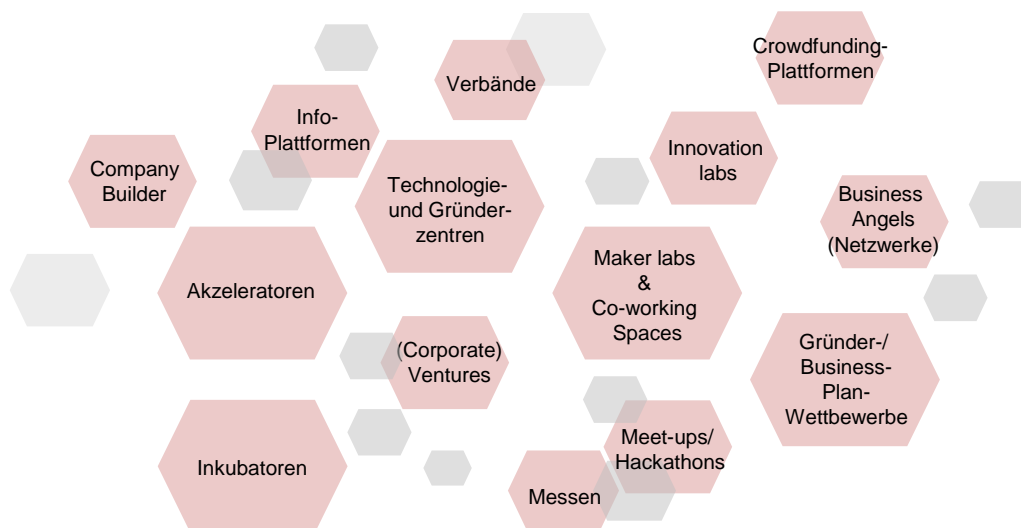 Crowdfunding-
Plattformen
Verbände
Info-
Plattformen
Innovation
labs
Company
Builder
Technologie-
und Gründer-
zentren
Business
Angels
(Netzwerke)
Akzeleratoren
Maker labs
&
Co-working
Spaces
(Corporate)
Ventures
Gründer-/
Business-
Plan-
Wettbewerbe
Inkubatoren
Meet-ups/
Hackathons
Messen